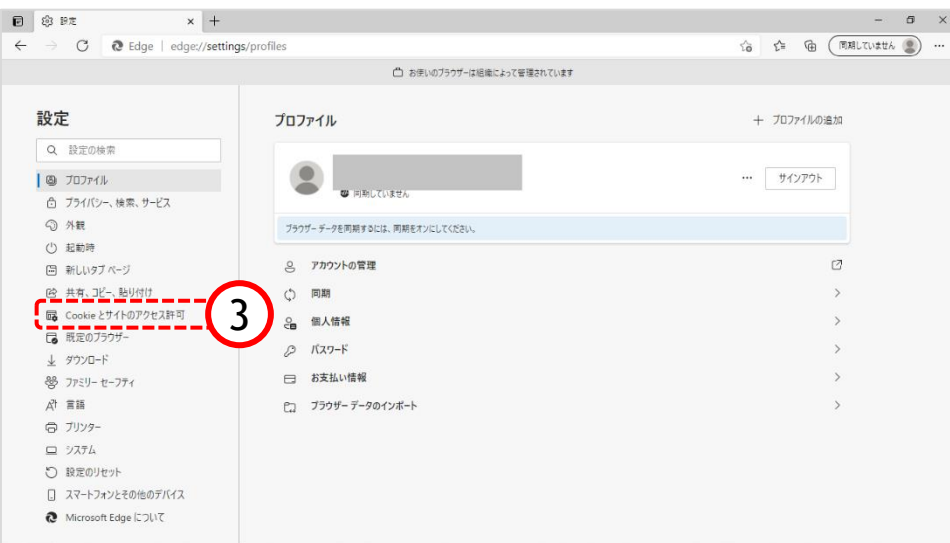 設定
Edge | edge://settings/profiles
同期していません
お使いのブラウザーは組織によって管理されています
設定
設定の検索
プロファイル
プライバシー、検索、サービス
外観
起動時
新しいタブ ページ
共有、コピー、貼り付け
Cookie とサイトのアクセス許可
3
既定のブラウザー
ダウンロード
ファミリー セーフティ
言語
プリンター
システム
設定のリセット
スマートフォンとその他のデバイス
Microsoft Edge について
プロファイル
プロファイルの追加
同期していません
サインアウト
ブラウザー データを同期するには、同期をオンにしてください。
アカウントの管理
同期
個人情報
パスワード
お支払い情報
ブラウザー データのインポート